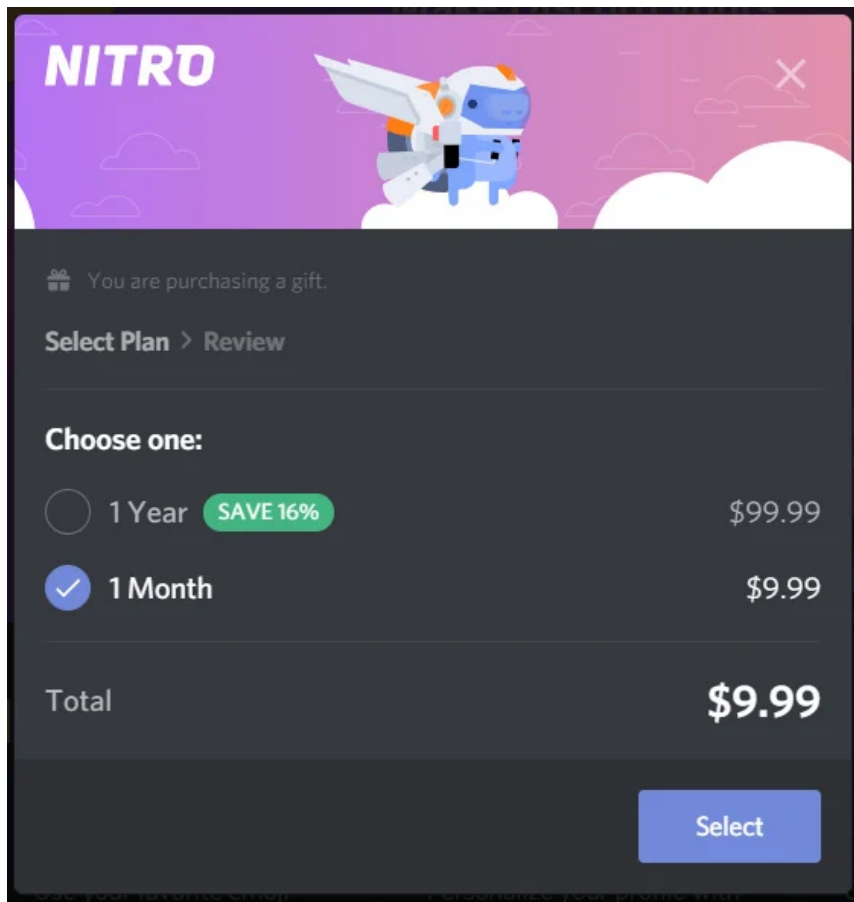 NITRO
You are purchasing a gift.
Select Plan > Review
Choose one:
1 Year SAVE 16% $99.99
1 Month $9.99
Total $9.99
Select